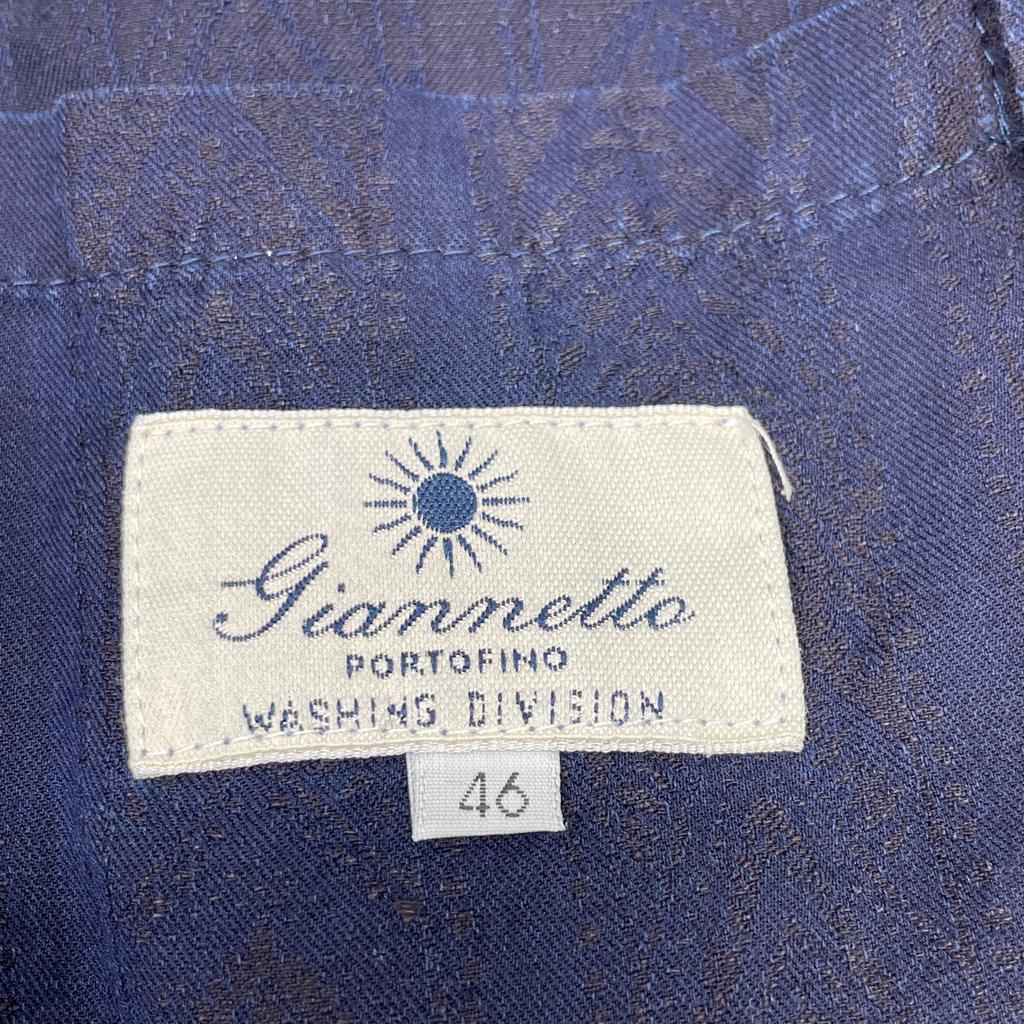 Giannetto
PORTOFINO
WASHING DIVISION
46